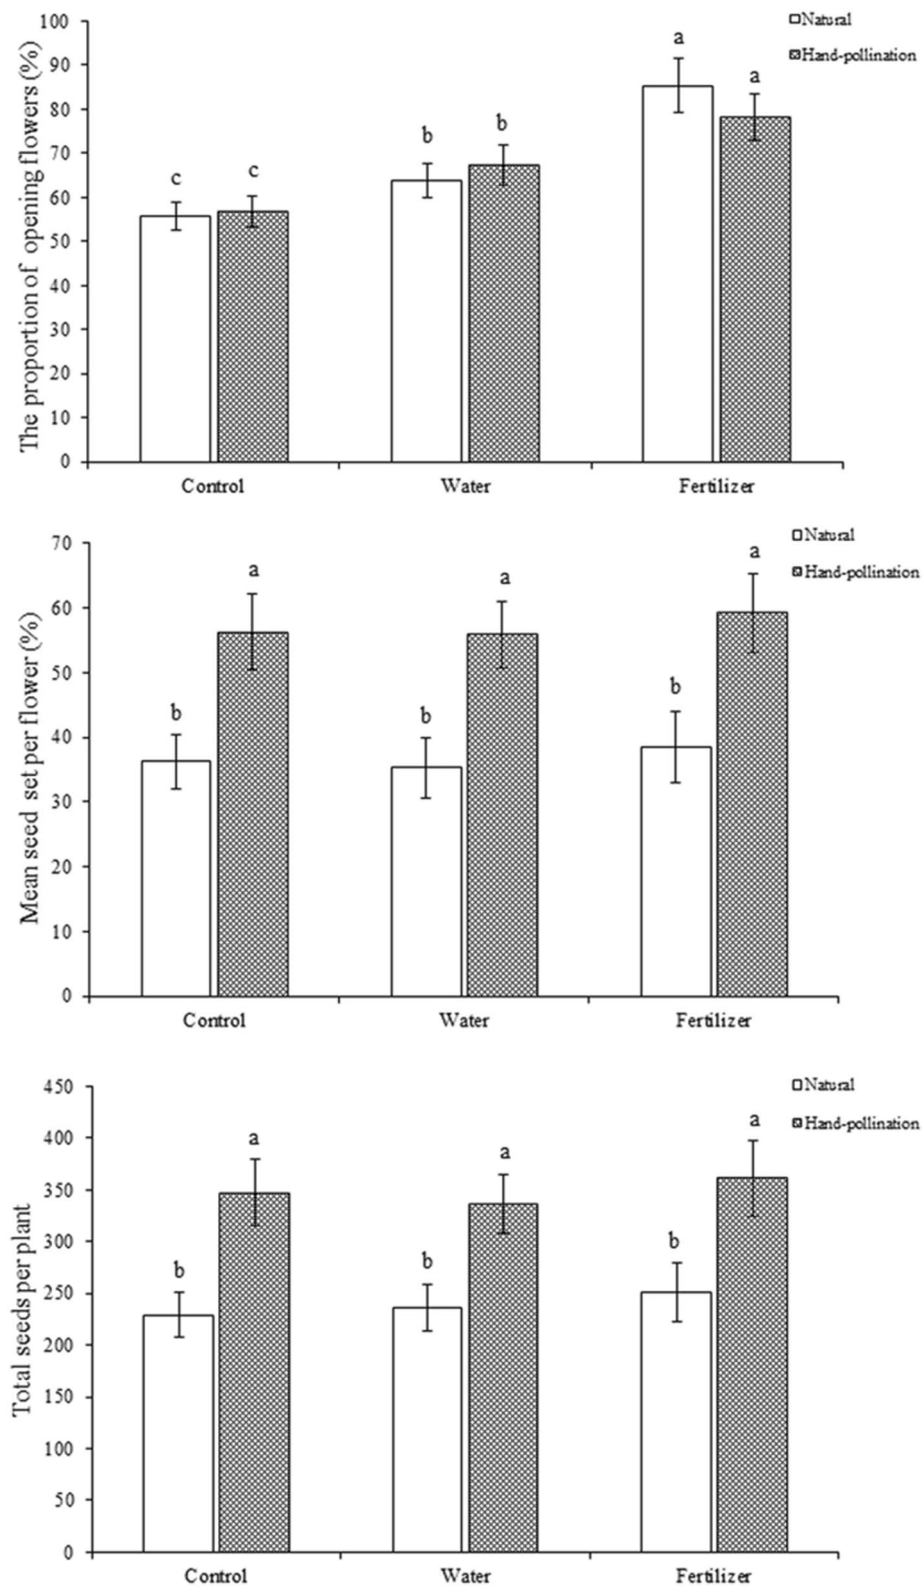 The proportion of opening flowers (%)
100
90
80
70
60
50
40
30
20
10
0
c
c
b
b
a
a
Natural
Hand-pollination
Control
Water
Fertilizer
Mean seed set per flower (%)
70
60
50
40
30
20
10
0
b
a
b
a
b
a
Natural
Hand-pollination
Control
Water
Fertilizer
Total seeds per plant
450
400
350
300
250
200
150
100
50
0
b
a
b
a
b
a
Natural
Hand-pollination
Control
Water
Fertilizer